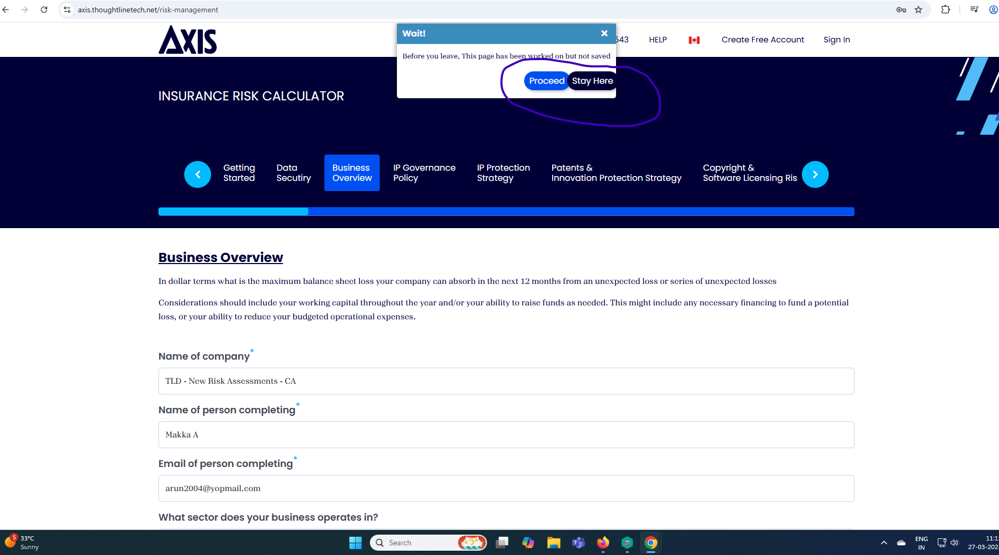 axis.thoughtlinetech.net/risk-management
AXIS
Wait!
543
HELP
Create Free Account
Sign In
Before you leave, This page has been worked on but not saved
Proceed
Stay Here
INSURANCE RISK CALCULATOR
Getting
Started
Data
Secutiry
Business
Overview
IP Governance
Policy
IP Protection
Strategy
Patents &
Innovation Protection Strategy
Copyright &
Software Licensing Ris
Business Overview
In dollar terms what is the maximum balance sheet loss your company can absorb in the next 12 months from an unexpected loss or series of unexpected losses
Considerations should include your working capital throughout the year and/or your ability to raise funds as needed. This might include any necessary financing to fund a potential
loss, or your ability to reduce your budgeted operational expenses.
Name of company*
TLD - New Risk Assessments - CA
Name of person completing*
Makka A
Email of person completing*
arun2004@yopmail.com
What sector does your business operates in?
5
33°C
Sunny
Search
ENG
IN
11:1
27-03-202